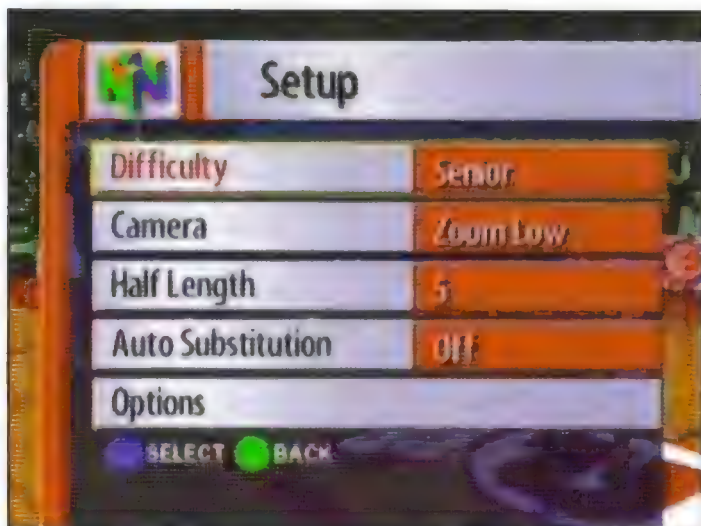 Setup
Difficulty Senior
Camera Zoom Low
Half Length 5
Auto Substitution Off
Options
SELECT BACK